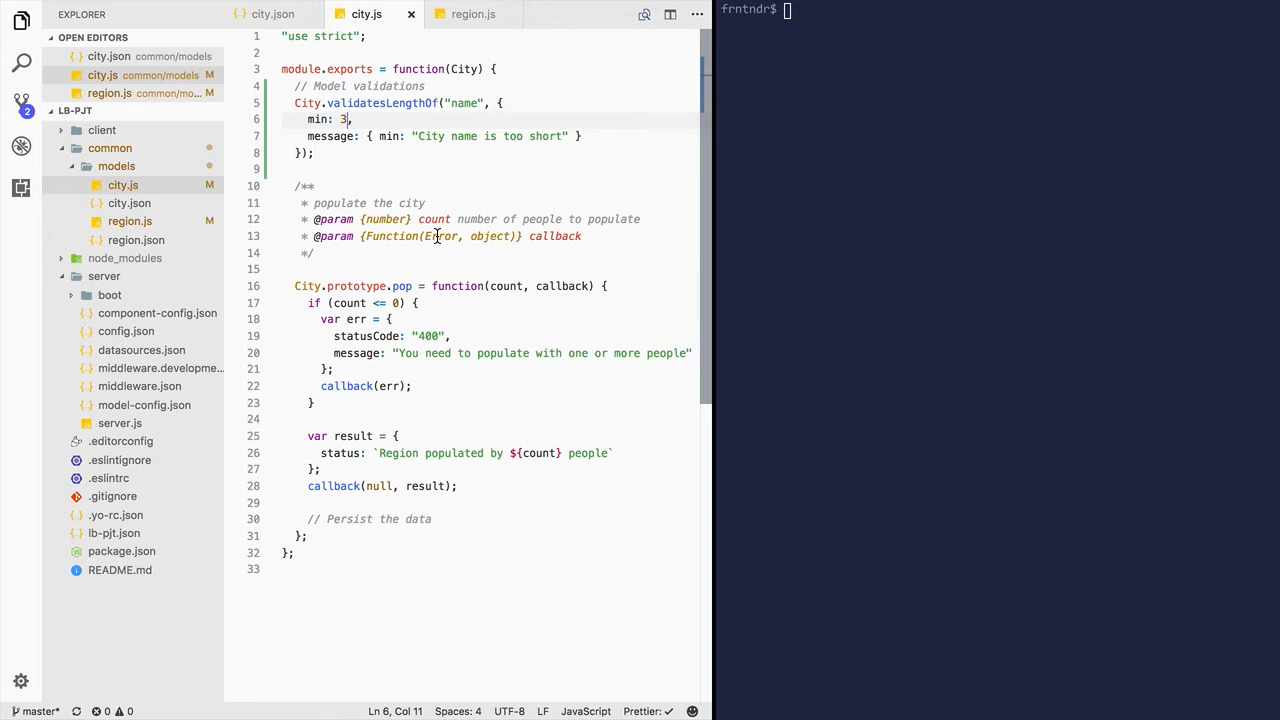 EXPLORER
OPEN EDITORS
city.json common/models
city.js common/models M
region.js common/mo... M
LB-PJT
client
common
models
city.js M
city.json
region.js M
region.json
node_modules
server
boot
component-config.json
config.json
datasources.json
middleware.developme...
middleware.json
model-config.json
server.js
.editorconfig
.eslintignore
.eslintrc
.gitignore
.yo-rc.json
lb-pjt.json
package.json
README.md
2
city.json city.js × region.js
1 "use strict";
2
3 module.exports = function(City) {
4 // Model validations
5 City.validatesLengthOf("name", {
6 min: 3,
7 message: { min: "City name is too short" }
8 });
9
10 /**
11 * populate the city
12 * @param {number} count number of people to populate
13 * @param {Function(Error, object)} callback
14 */
15
16 City.prototype.pop = function(count, callback) {
17 if (count <= 0) {
18 var err = {
19 statusCode: "400",
20 message: "You need to populate with one or more people"
21 };
22 callback(err);
23 }
24
25 var result = {
26 status: `Region populated by ${count} people`
27 };
28 callback(null, result);
29
30 // Persist the data
31 };
32 };
33
frntndr$
master* 0 0 Ln 6, Col 11 Spaces: 4 UTF-8 LF JavaScript Prettier: ✓